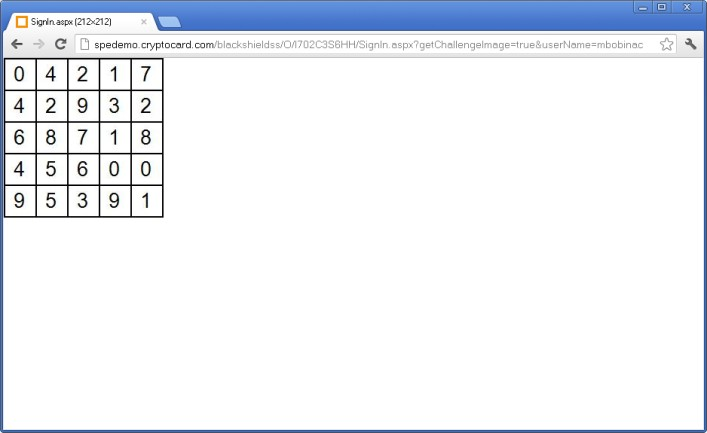 SignIn.aspx (212×212)
spedemo.cryptocard.com/blackshieldss/O/I702C3S6HH/SignIn.aspx?getChallengeImage=true&userName=mbobinac
0 4 2 1 7
4 2 9 3 2
6 8 7 1 8
4 5 6 0 0
9 5 3 9 1